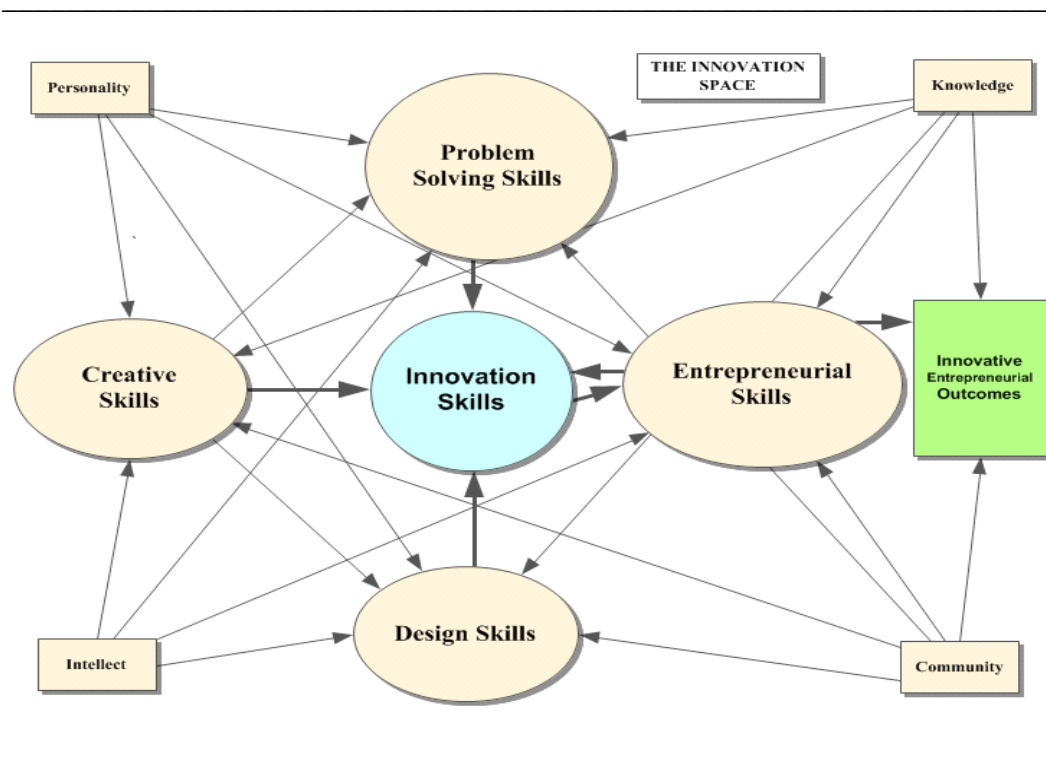 THE INNOVATION
SPACE
Personality
Knowledge
Problem
Solving Skills
Creative
Skills
Innovation
Skills
Entrepreneurial
Skills
Innovative
Entrepreneurial
Outcomes
Design Skills
Intellect
Community